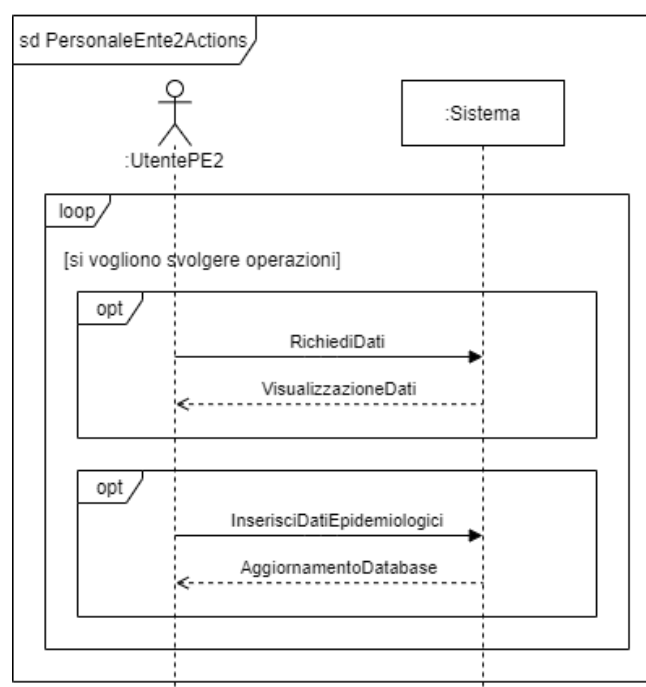 sd PersonaleEnte2Actions
:UtentePE2
:Sistema
loop
[si vogliono svolgere operazioni]
opt
RichiediDati
VisualizzazioneDati
opt
InserisciDatiEpidemiologici
AggiornamentoDatabase